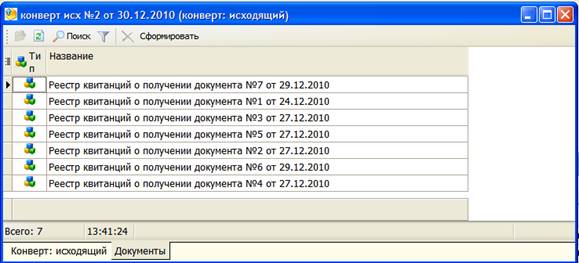 конверт исх №2 от 30.12.2010 (конверт: исходящий)
Поиск Сформировать
Ти Название
п
Реестр квитанций о получении документа №7 от 29.12.2010
Реестр квитанций о получении документа №1 от 24.12.2010
Реестр квитанций о получении документа №3 от 27.12.2010
Реестр квитанций о получении документа №5 от 27.12.2010
Реестр квитанций о получении документа №2 от 27.12.2010
Реестр квитанций о получении документа №6 от 29.12.2010
Реестр квитанций о получении документа №4 от 27.12.2010
Всего: 7 13:41:24
Конверт: исходящий Документы